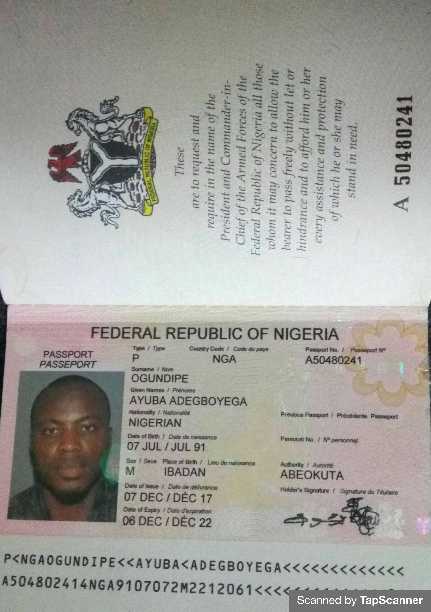 These
are to request and
require in the name of the
President and Commander-in-
Chief of the Armed Forces of the
Federal Republic of Nigeria all those
whom it may concern to allow the
bearer to pass freely without let or
hindrance and to afford him or her
every assistance and protection
of which he or she may
stand in need.
A 50480241
FEDERAL REPUBLIC OF NIGERIA
PASSPORT
PASSEPORT
Type / Type Country Code / Code du pays Passport No. / Passeport Nº
P NGA A50480241
Surname / Nom
OGUNDIPE
Given Names / Prénoms
AYUBA ADEGBOYEGA
Nationality / Nationalité Previous Passport / Précédente Passeport
NIGERIAN
Date of Birth / Date de naissance No. / Nº personnel
07 JUL / JUL 91
Sex / Sexe Place of Birth / Lieu de naissance Authority / Autorité
M IBADAN ABEOKUTA
Date of Issue / Date de délivrance Holder's Signature / Signature du Titulaire
07 DEC / DÉC 17
Date of Expiry / Date d'expiration
06 DEC / DÉC 22
P<NGAOGUNDIPE<<AYUBA<ADEGBOYEGA<<<<<<<<<<<<<
A504802414NGA9107072M2212061<<<<
Scanned by TapScanner